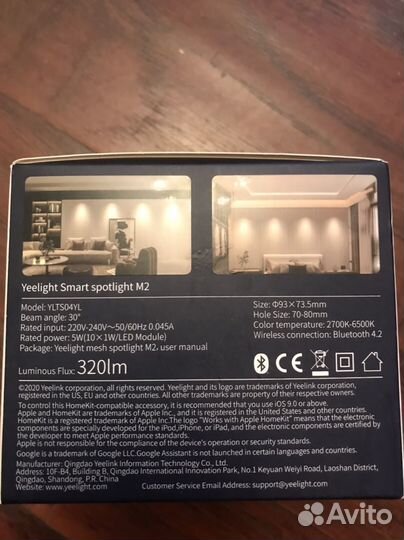 Yeelight Smart spotlight M2
Model: YLTS04YL
Beam angle: 30°
Rated input: 220V-240V～50/60Hz 0.045A
Rated power: 5W(10×1W/LED Module)
Package: Yeelight mesh spotlight M2, user manual
Size: Φ93×73.5mm
Hole Size: 70-80mm
Color temperature: 2700K-6500K
Wireless connection: Bluetooth 4.2
Luminous Flux: 320lm
©2020 Yeelink corporation, all rights reserved. Yeelight and its logo are trademarks of Yeelink corporation,
registered in the US, EU and other countries. All other trademarks are property of their respective owners.
To control this HomeKit-compatible accessory, it is recommended that you use iOS 9.0 or above.
Apple and HomeKit are trademarks of Apple Inc., and it is registered in the United States and other countries.
HomeKit is a registered trademark of Apple Inc.The logo "Works with Apple HomeKit" means that the electronic
components are specially developed for the iPod,iPhone, or iPad, and the electronic components are certified by
the developer to meet Apple performance standards.
Apple is not responsible for the compliance of the device's operation or security standards.
Google is a trademark of Google LLC.Google Assistant is not launched in certain languages and countries.
Manufacturer: Qingdao Yeelink Information Technology Co., Ltd.
Address: 10F-B4, Building B, Qingdao International Innovation Park, No.1 Keyuan Weiyi Road, Laoshan District,
Qingdao, Shandong, P.R. China
Website: www.yeelight.com
Customer Service Email Address: support@yeelight.com
Avito